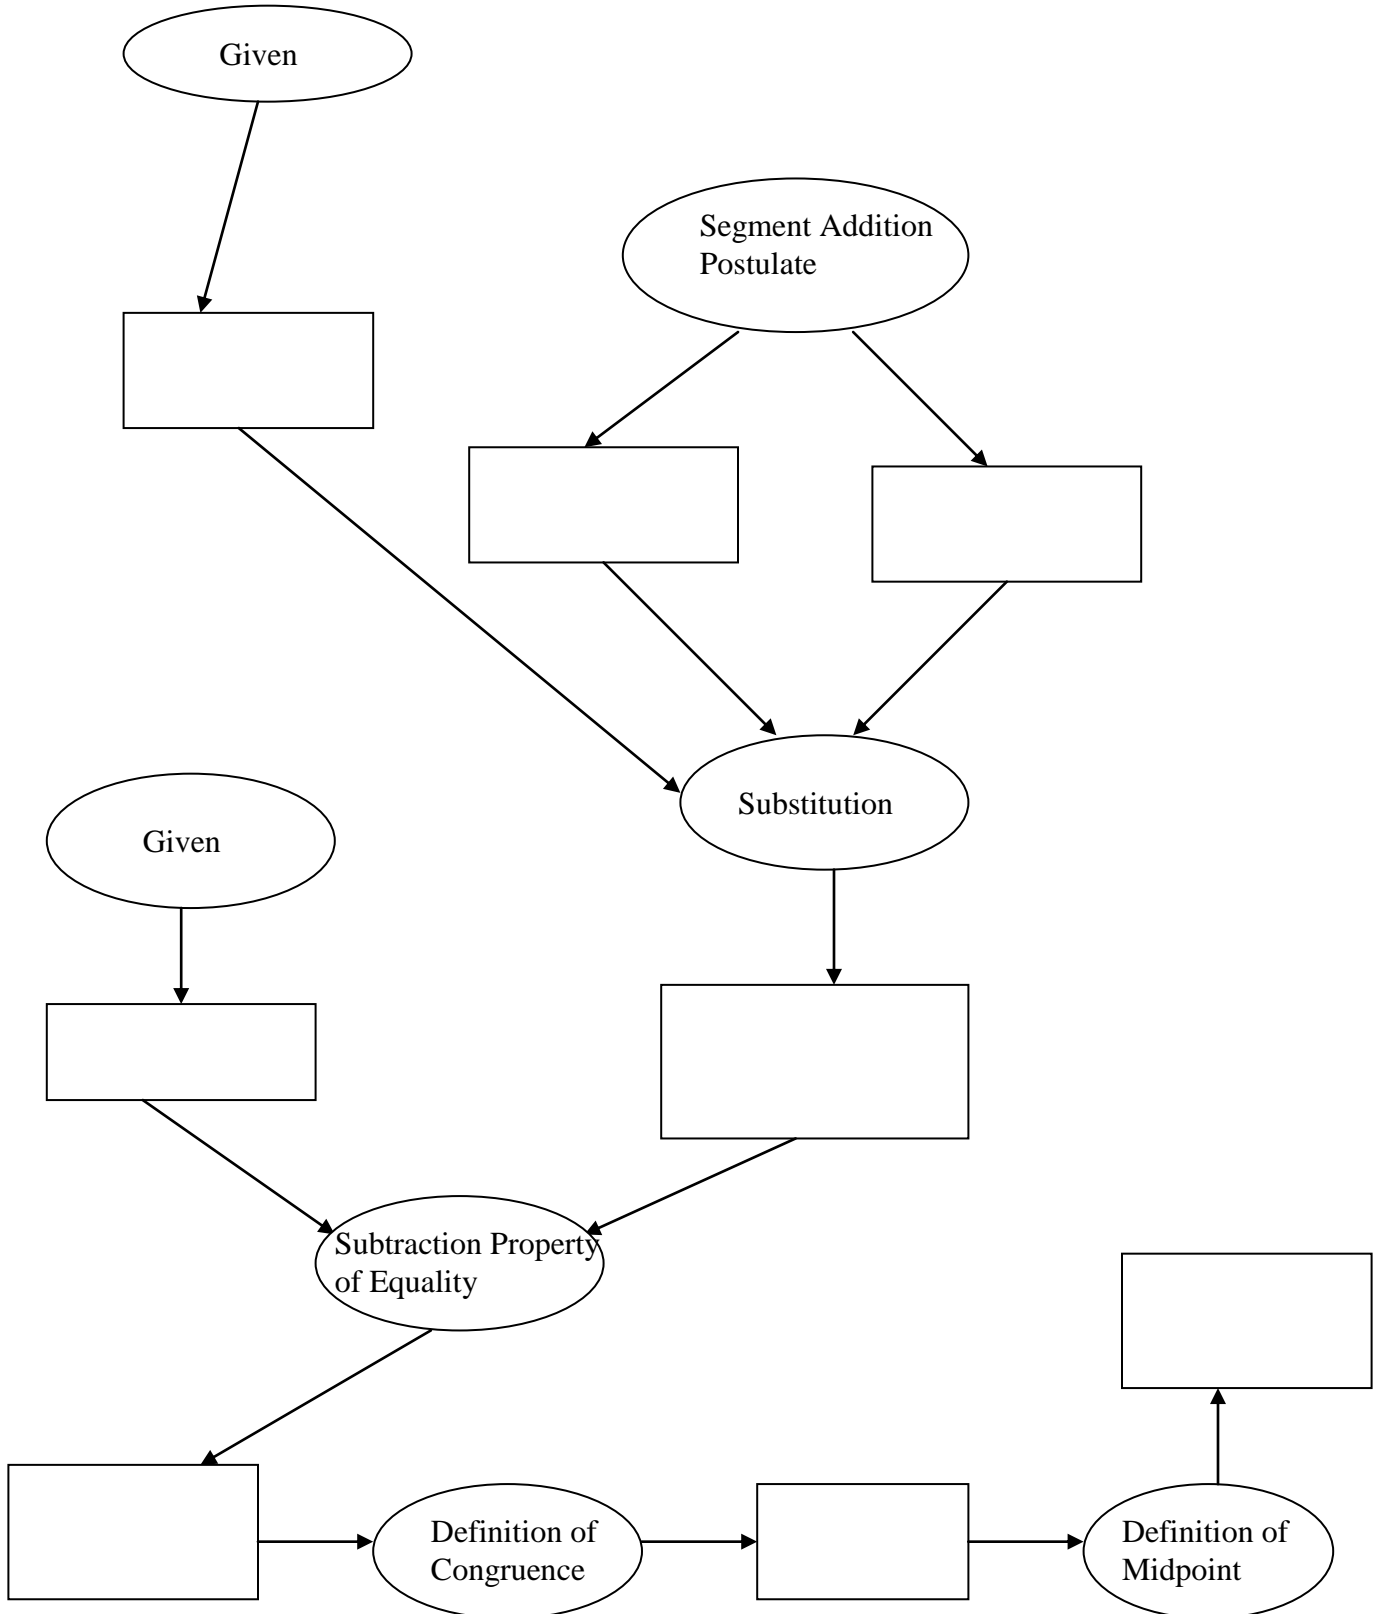 Given
Segment Addition
Postulate
Substitution
Given
Subtraction Property
of Equality
Definition of
Congruence
Definition of
Midpoint